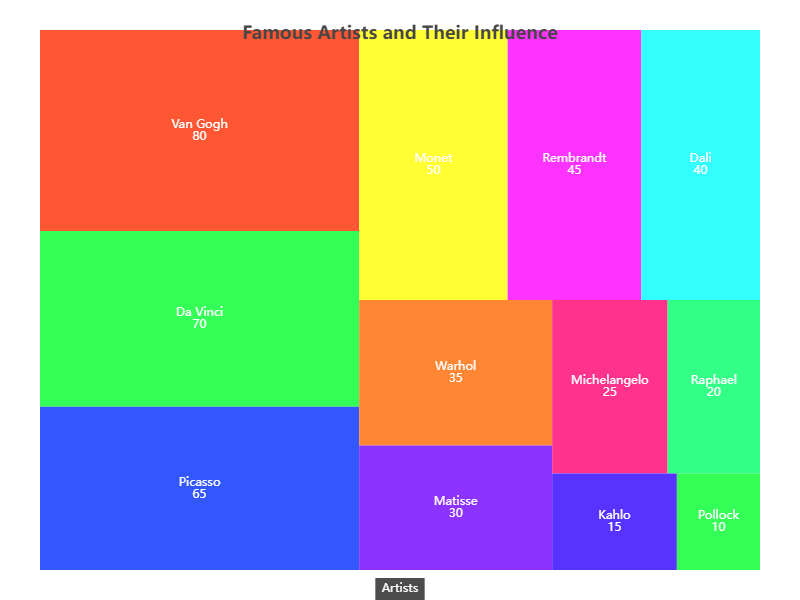 Famous Artists and Their Influence
Van Gogh
80
Monet
50
Rembrandt
45
Dali
40
Da Vinci
70
Warhol
35
Michelangelo
25
Raphael
20
Picasso
65
Matisse
30
Kahlo
15
Pollock
10
Artists